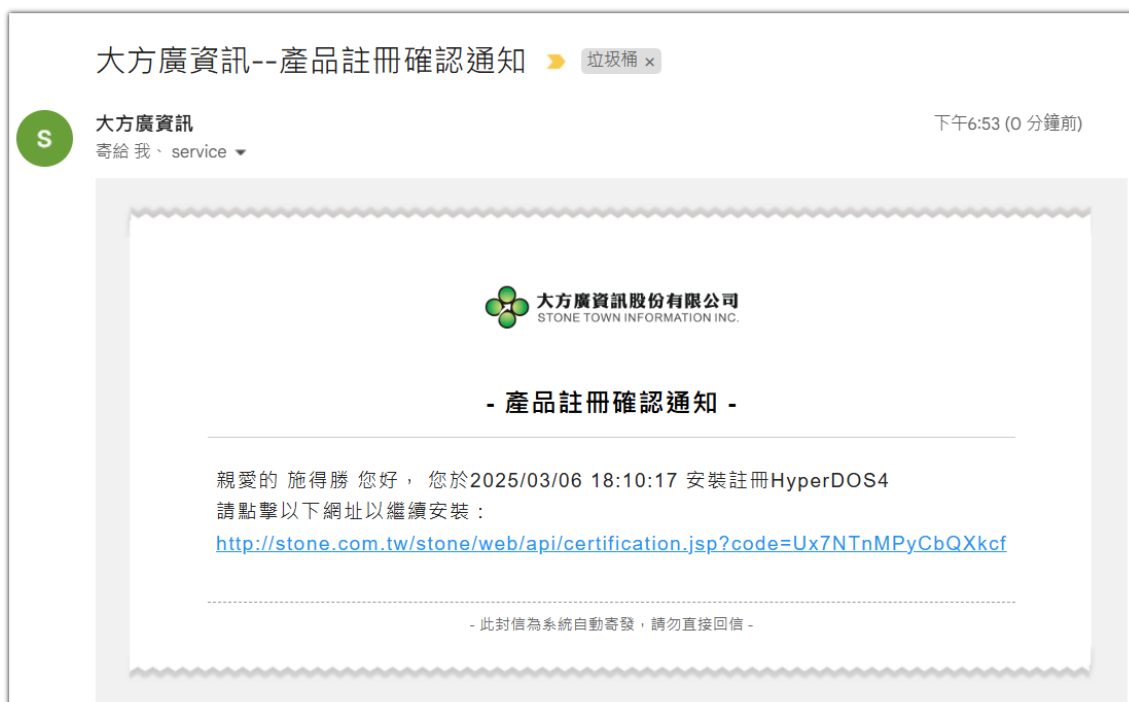 大方廣資訊--產品註冊確認通知 垃圾桶 ×
大方廣資訊 下午6:53 (0 分鐘前)
S
寄給 我、 service
大方廣資訊股份有限公司
STONE TOWN INFORMATION INC.
- 產品註冊確認通知 -
親愛的 施得勝 您好， 您於2025/03/06 18:10:17 安裝註冊HyperDOS4
請點擊以下網址以繼續安裝：
http://stone.com.tw/stone/web/api/certification.jsp?code=Ux7NTnMPyCbQXkcf
- 此封信為系統自動寄發，請勿直接回信 -